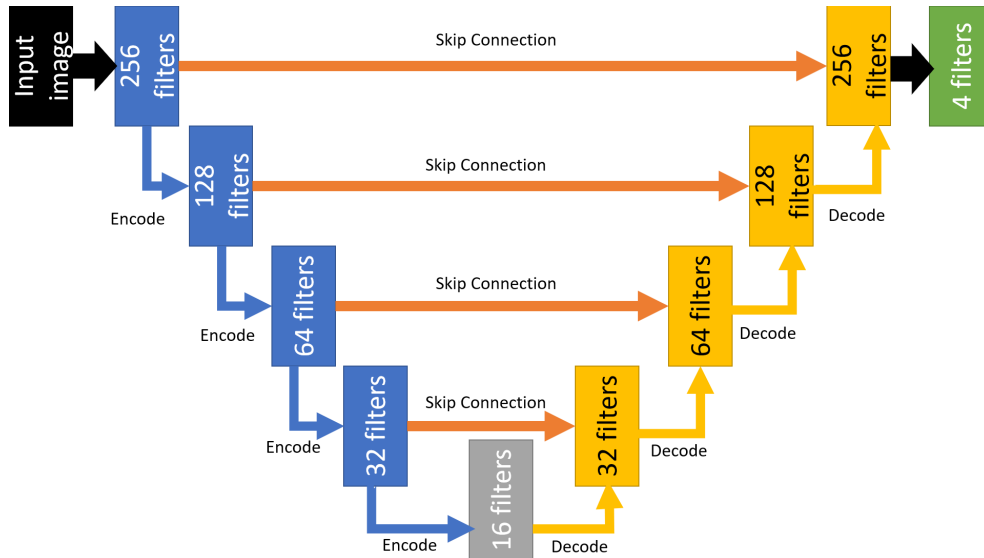 Input
image
256
filters
Skip Connection
256
filters
4 filters
Encode
128
filters
Skip Connection
128
filters
Decode
Encode
64 filters
Skip Connection
64 filters
Decode
Encode
32 filters
Skip Connection
32 filters
Decode
Encode
16 filters
Decode